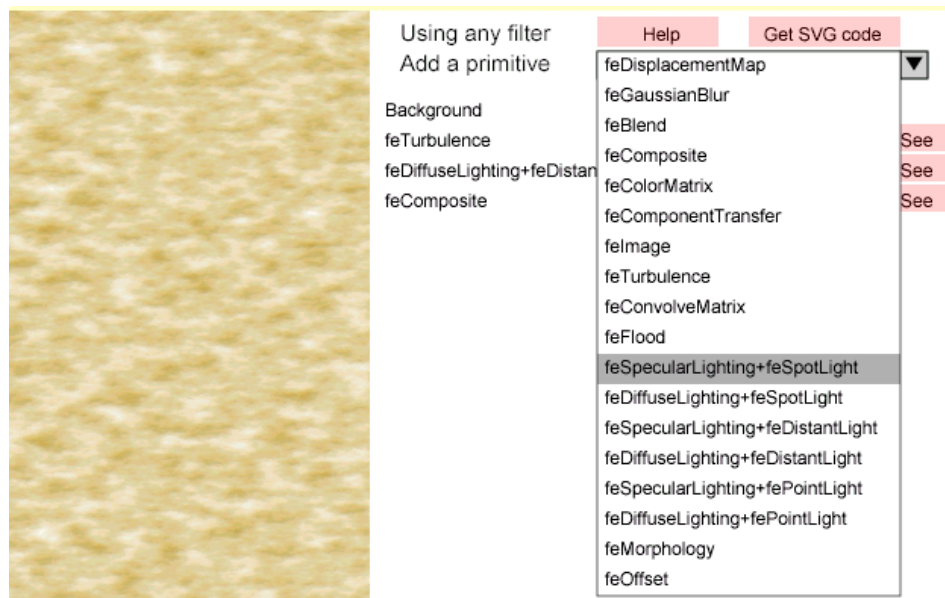 Using any filter Help Get SVG code
Add a primitive
Background
feTurbulence See
feDiffuseLighting+feDistan See
feComposite See
feDisplacementMap
feGaussianBlur
feBlend
feComposite
feColorMatrix
feComponentTransfer
feImage
feTurbulence
feConvolveMatrix
feFlood
feSpecularLighting+feSpotLight
feDiffuseLighting+feSpotLight
feSpecularLighting+feDistantLight
feDiffuseLighting+feDistantLight
feSpecularLighting+fePointLight
feDiffuseLighting+fePointLight
feMorphology
feOffset